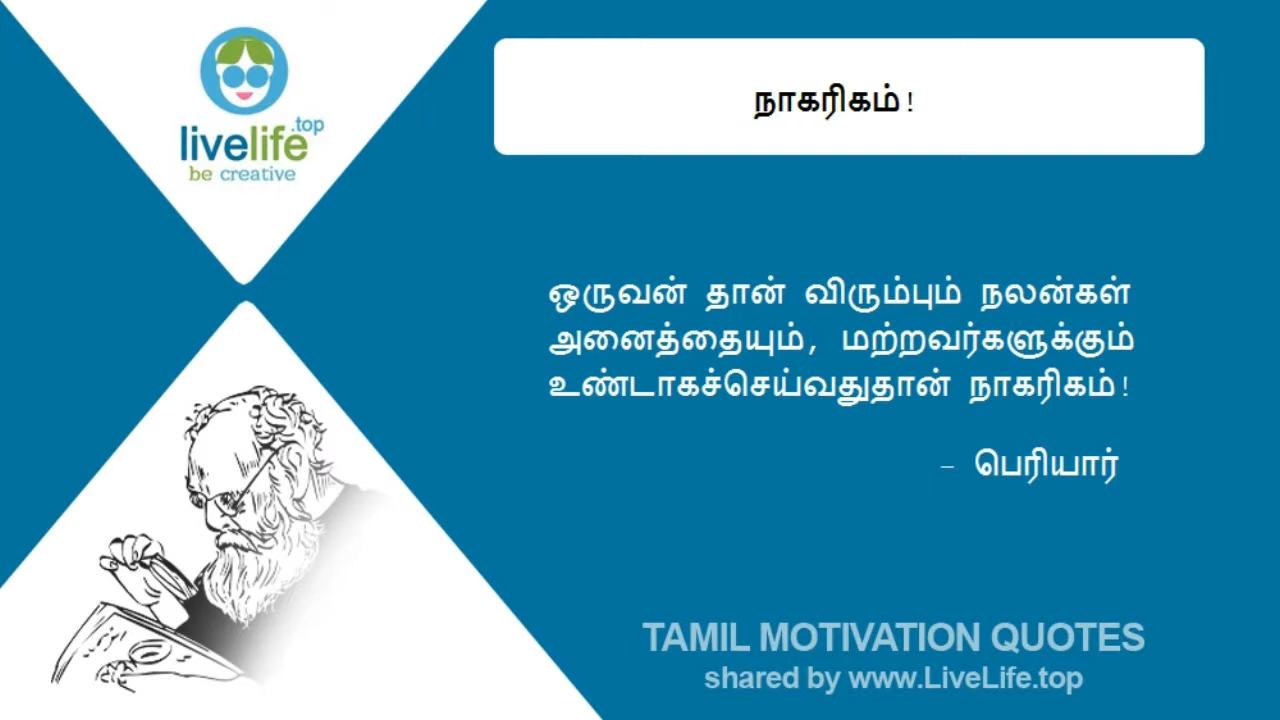 livelife.top
be creative
நாகரிகம்!
ஒருவன் தான் விரும்பும் நலன்கள்
அனைத்தையும், மற்றவர்களுக்கும்
உண்டாகச்செய்வதுதான் நாகரிகம்!
- பெரியார்
TAMIL MOTIVATION QUOTES
shared by www.LiveLife.top